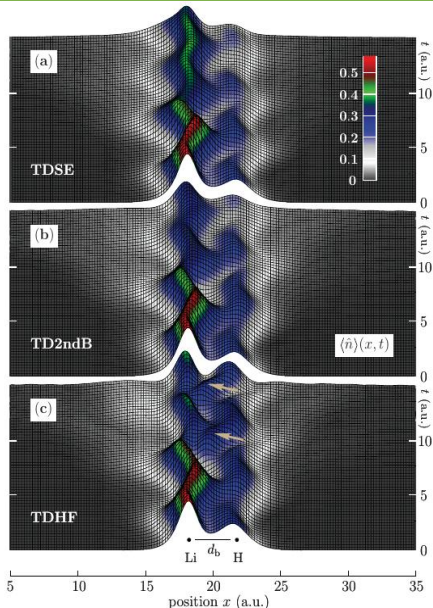 (a)
TDSE
0.5
0.4
0.3
0.2
0.1
0
t (a.u.)
10
5
0
(b)
TD2ndB
⟨n̂⟩(x, t)
t (a.u.)
10
5
0
(c)
TDHF
t (a.u.)
10
5
0
d_b
Li H
5 10 15 20 25 30 35
position x (a.u.)